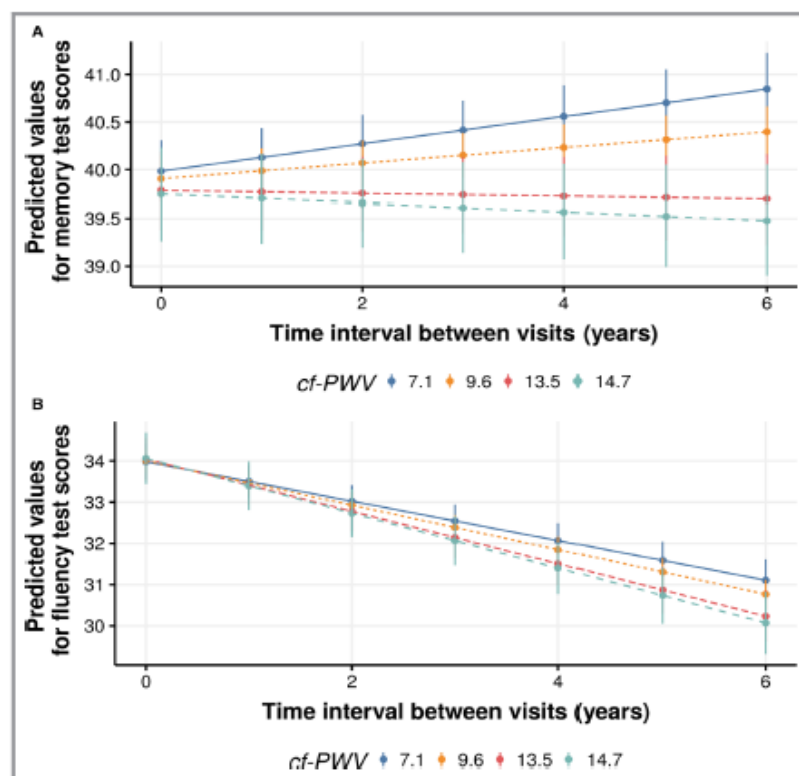 A
Predicted values
for memory test scores
41.0
40.5
40.0
39.5
39.0
0 2 4 6
Time interval between visits (years)
cf-PWV 7.1 9.6 13.5 14.7
B
Predicted values
for fluency test scores
34
33
32
31
30
0 2 4 6
Time interval between visits (years)
cf-PWV 7.1 9.6 13.5 14.7